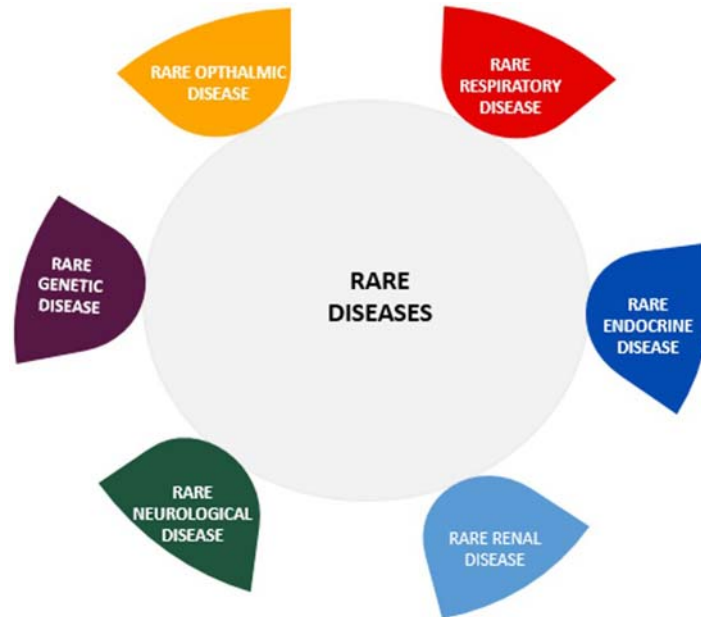 RARE OPTHALMIC
DISEASE
RARE
RESPIRATORY
DISEASE
RARE
GENETIC
DISEASE
RARE
DISEASES
RARE
ENDOCRINE
DISEASE
RARE
NEUROLOGICAL
DISEASE
RARE RENAL
DISEASE